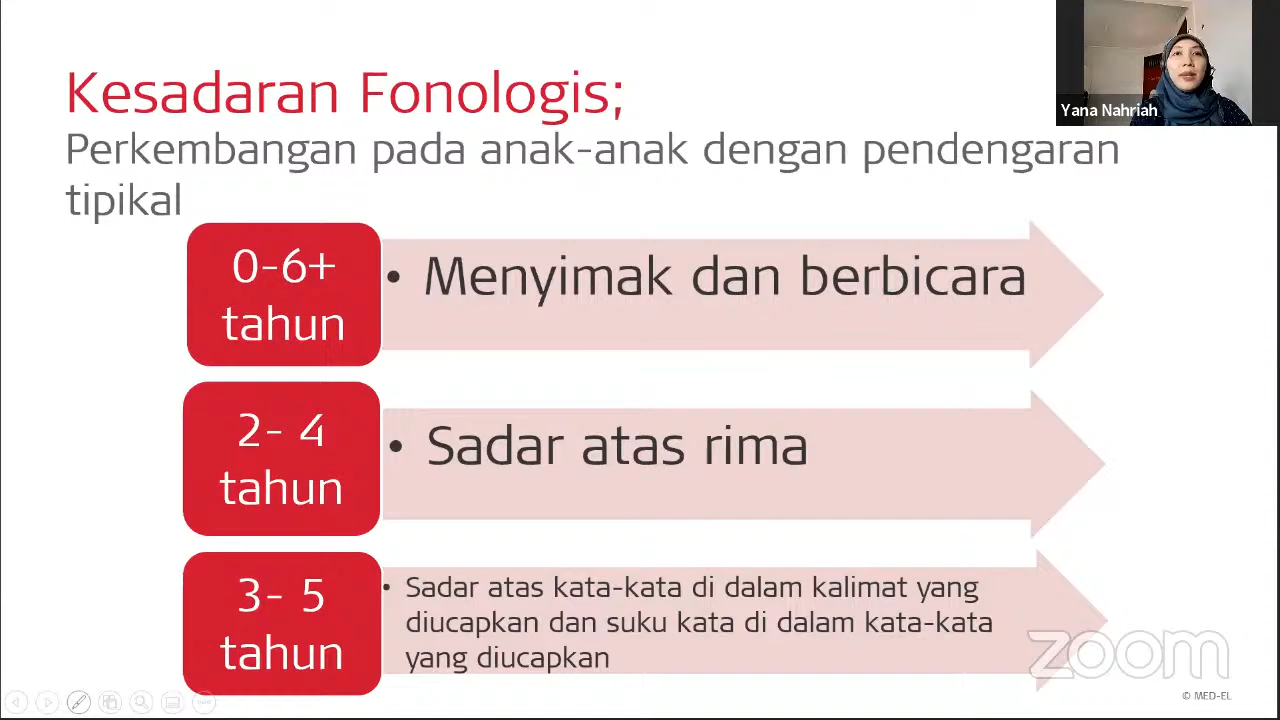 Kesadaran Fonologis;
Perkembangan pada anak-anak dengan pendengaran
tipikal
0-6+
tahun
• Menyimak dan berbicara
2- 4
tahun
• Sadar atas rima
3- 5
tahun
• Sadar atas kata-kata di dalam kalimat yang
diucapkan dan suku kata di dalam kata-kata
yang diucapkan
Yana Nahriah
zoom
© MED-EL